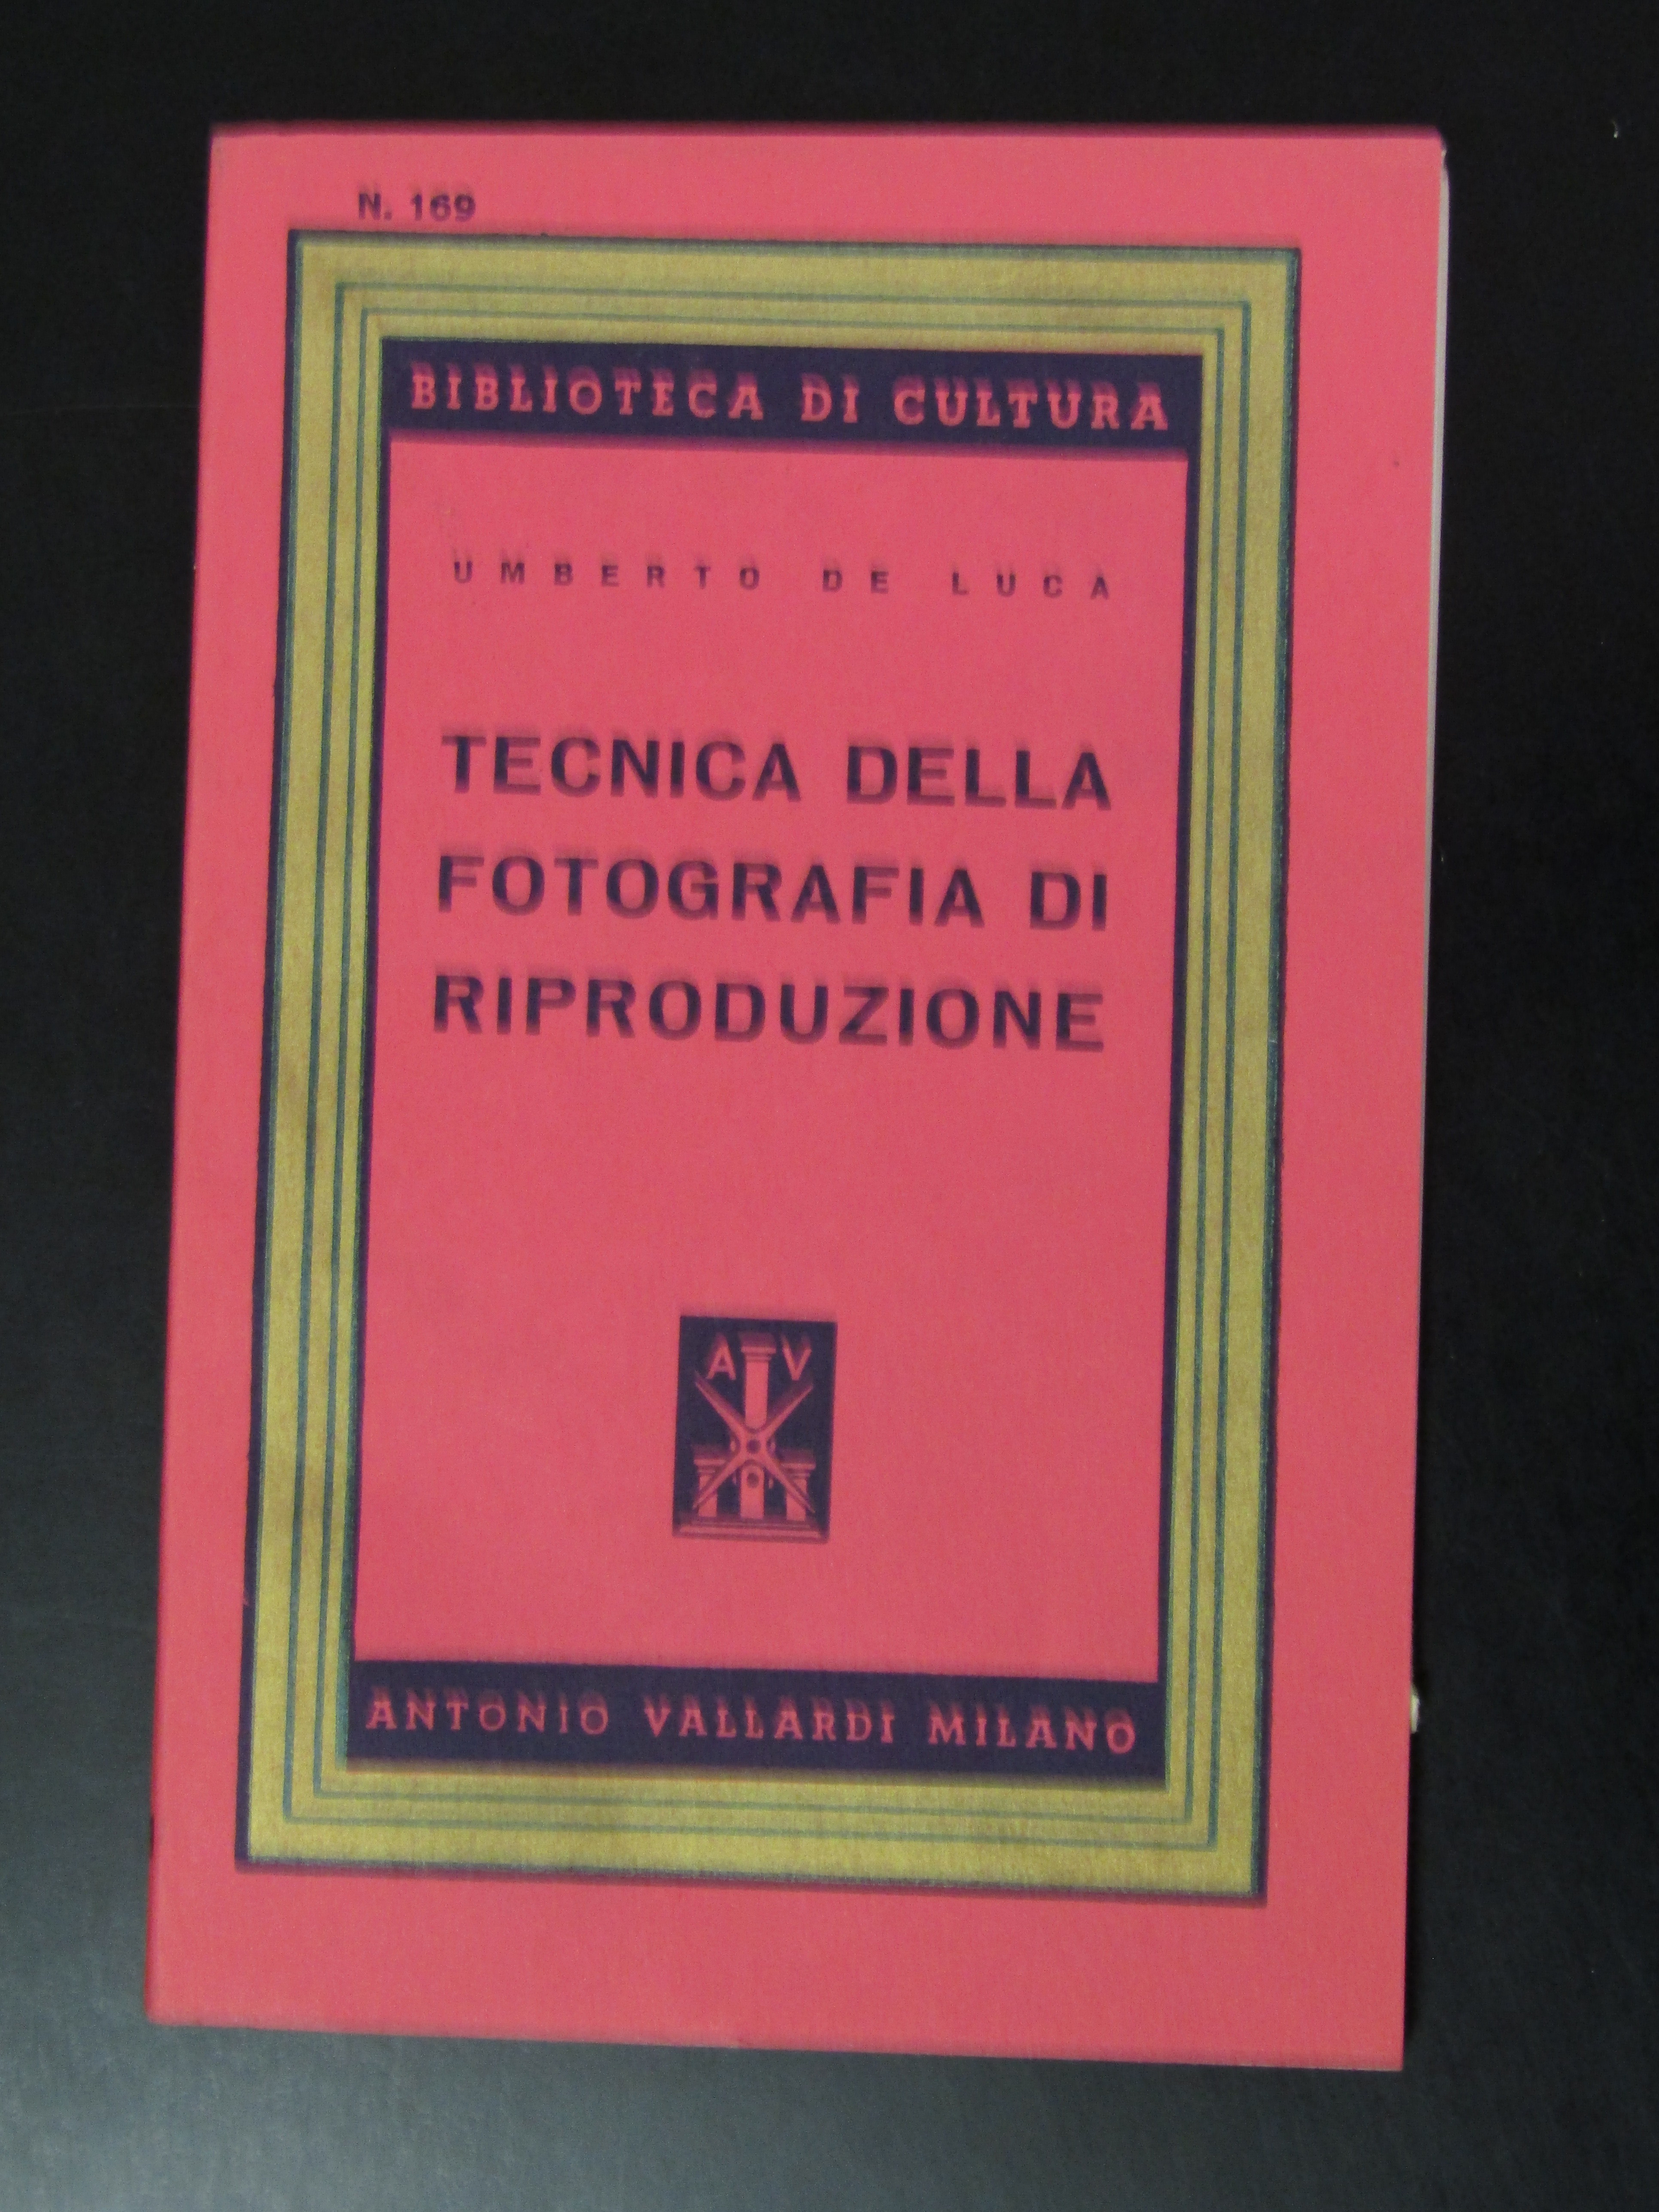 N. 169
BIBLIOTECA DI CULTURA
UMBERTO DE LUCA
TECNICA DELLA
FOTOGRAFIA DI
RIPRODUZIONE
A V
ANTONIO VALLARDI MILANO